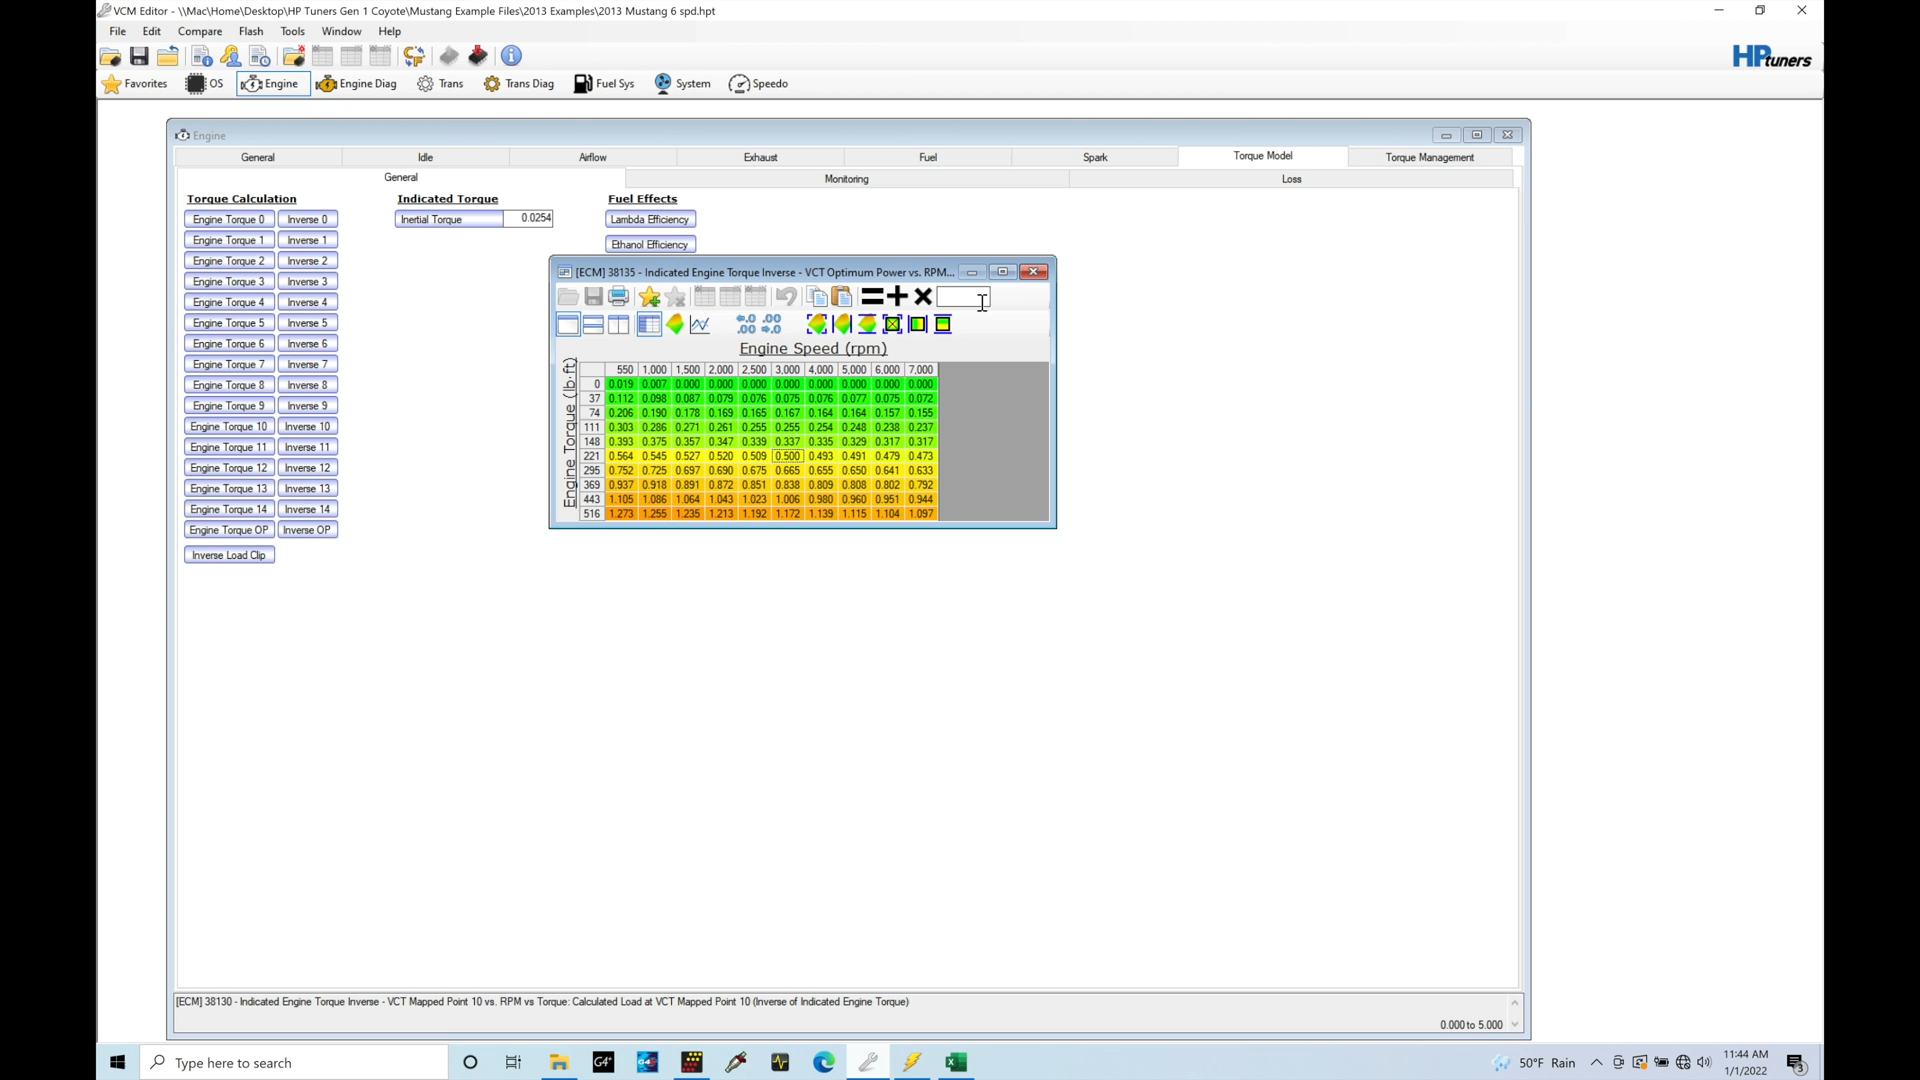 VCM Editor - \\Mac\Home\Desktop\HP Tuners Gen 1 Coyote\Mustang Example Files\2013 Examples\2013 Mustang 6 spd.hpt
File Edit Compare Flash Tools Window Help
HPtuners
Favorites OS Engine Engine Diag Trans Trans Diag Fuel Sys System Speedo
Engine
General Idle Airflow Exhaust Fuel Spark Torque Model Torque Management
General Monitoring Loss
Torque Calculation Indicated Torque Fuel Effects
Engine Torque 0 Inverse 0 Inertial Torque 0.0254 Lambda Efficiency
Engine Torque 1 Inverse 1 Ethanol Efficiency
Engine Torque 2 Inverse 2
Engine Torque 3 Inverse 3
Engine Torque 4 Inverse 4
Engine Torque 5 Inverse 5
Engine Torque 6 Inverse 6
Engine Torque 7 Inverse 7
Engine Torque 8 Inverse 8
Engine Torque 9 Inverse 9
Engine Torque 10 Inverse 10
Engine Torque 11 Inverse 11
Engine Torque 12 Inverse 12
Engine Torque 13 Inverse 13
Engine Torque 14 Inverse 14
Engine Torque OP Inverse OP
Inverse Load Clip
[ECM] 38135 - Indicated Engine Torque Inverse - VCT Optimum Power vs. RPM...
Engine Speed (rpm)
Engine Torque (lb·ft)
550 1,000 1,500 2,000 2,500 3,000 4,000 5,000 6,000 7,000
0 0.019 0.007 0.000 0.000 0.000 0.000 0.000 0.000 0.000 0.000
37 0.112 0.098 0.087 0.079 0.076 0.075 0.076 0.077 0.075 0.072
74 0.206 0.190 0.178 0.169 0.165 0.167 0.164 0.164 0.157 0.155
111 0.303 0.286 0.271 0.261 0.255 0.255 0.254 0.248 0.238 0.237
148 0.393 0.375 0.357 0.347 0.339 0.337 0.335 0.329 0.317 0.317
221 0.564 0.545 0.527 0.520 0.509 0.500 0.493 0.491 0.479 0.473
295 0.752 0.725 0.697 0.690 0.675 0.665 0.655 0.650 0.641 0.633
369 0.937 0.918 0.891 0.872 0.851 0.838 0.809 0.808 0.802 0.792
443 1.105 1.086 1.064 1.043 1.023 1.006 0.980 0.960 0.951 0.944
516 1.273 1.255 1.235 1.213 1.192 1.172 1.139 1.115 1.104 1.097
[ECM] 38130 - Indicated Engine Torque Inverse - VCT Mapped Point 10 vs. RPM vs Torque: Calculated Load at VCT Mapped Point 10 (Inverse of Indicated Engine Torque)
0.000 to 5.000
Type here to search
G4+
50°F Rain
11:44 AM
1/1/2022
3